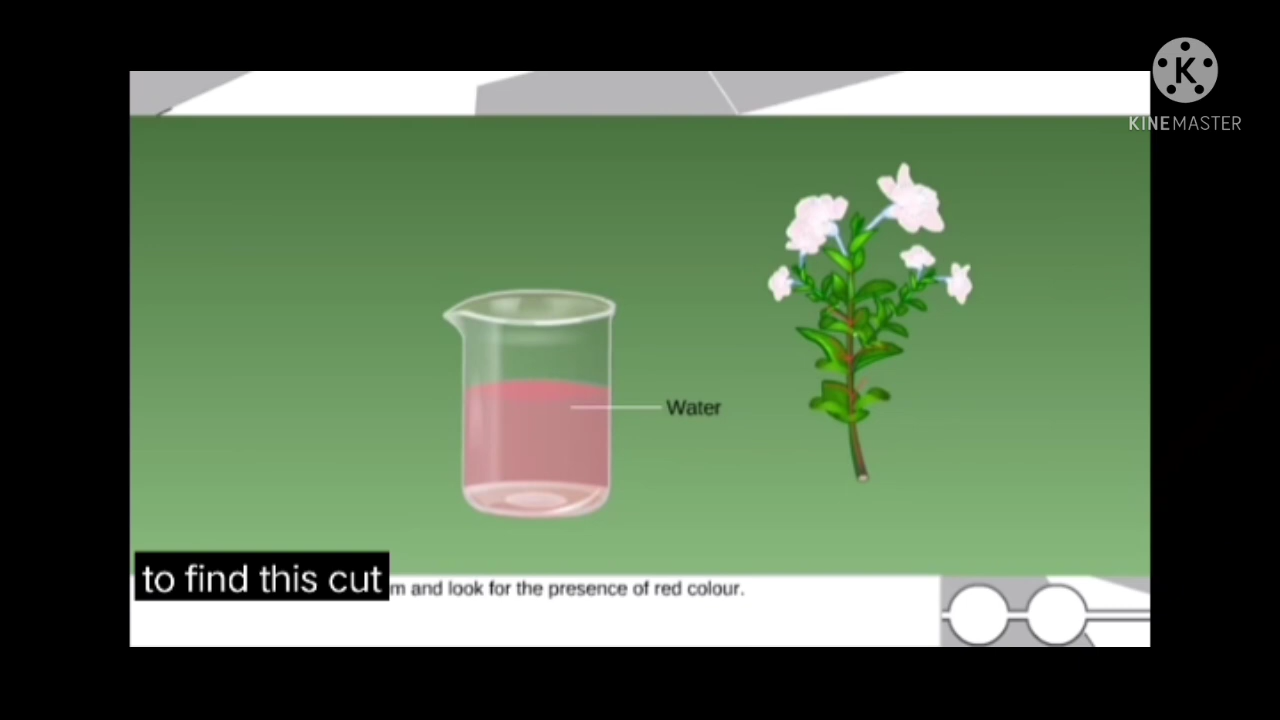 K
KINEMASTER
Water
to find this cut
m and look for the presence of red colour.